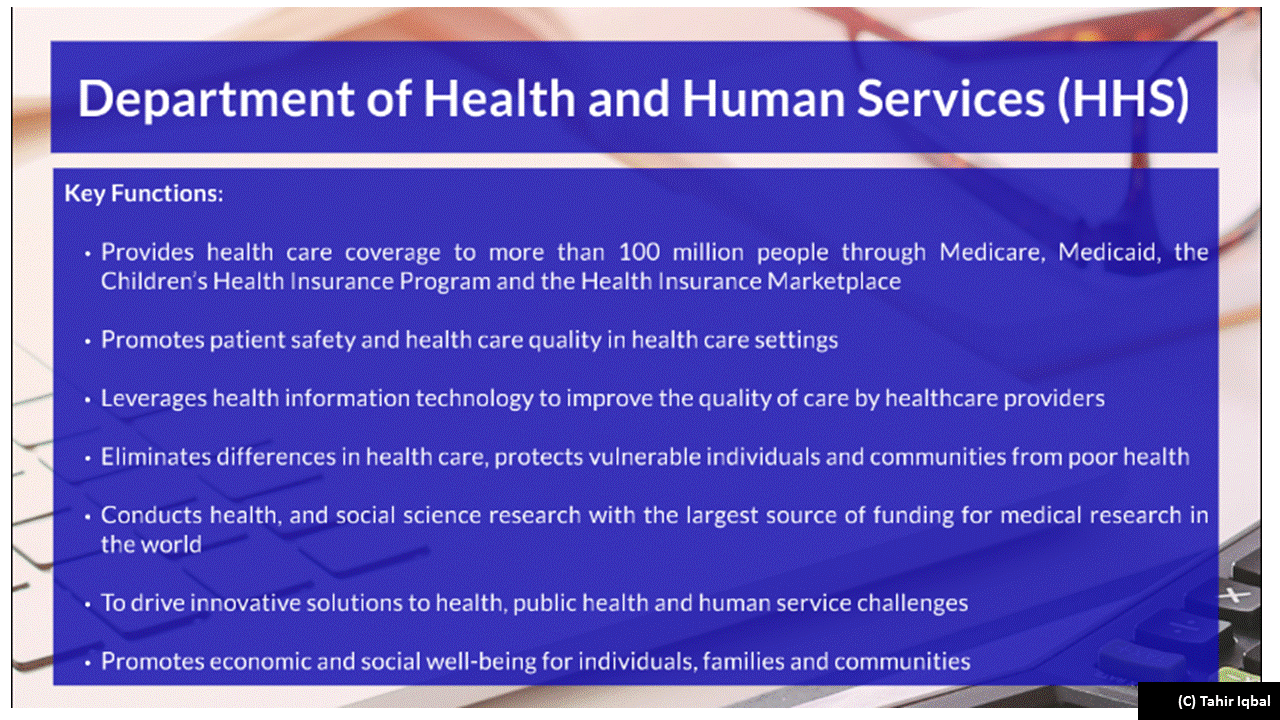 Department of Health and Human Services (HHS)
Key Functions:
• Provides health care coverage to more than 100 million people through Medicare, Medicaid, the
Children's Health Insurance Program and the Health Insurance Marketplace
• Promotes patient safety and health care quality in health care settings
• Leverages health information technology to improve the quality of care by healthcare providers
• Eliminates differences in health care, protects vulnerable individuals and communities from poor health
• Conducts health, and social science research with the largest source of funding for medical research in
the world
• To drive innovative solutions to health, public health and human service challenges
• Promotes economic and social well-being for individuals, families and communities
(C) Tahir Iqbal